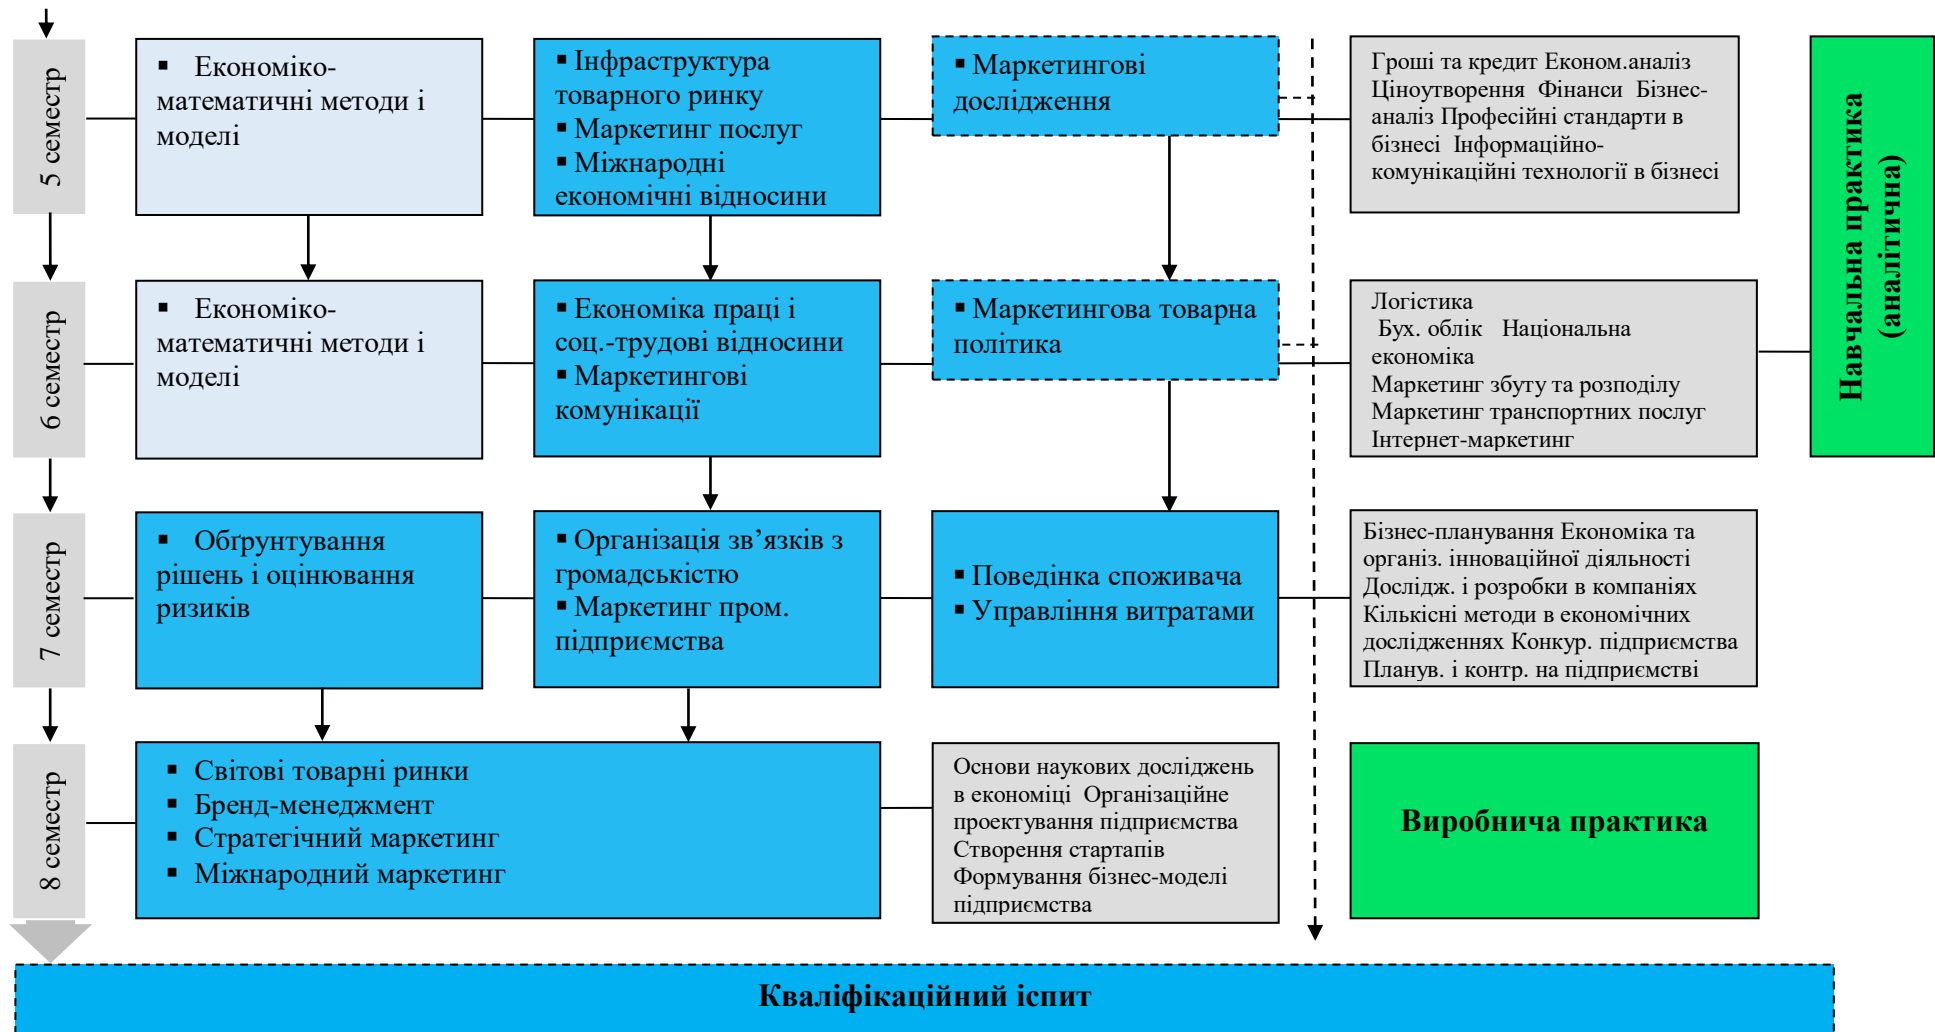 5 семестр
▪ Економіко-
математичні методи і
моделі
▪ Інфраструктура
товарного ринку
▪ Маркетинг послуг
▪ Міжнародні
економічні відносини
▪ Маркетингові
дослідження
Гроші та кредит Економ.аналіз
Ціноутворення Фінанси Бізнес-
аналіз Професійні стандарти в
бізнесі Інформаційно-
комунікаційні технології в бізнесі
Навчальна практика
(аналітична)
6 семестр
▪ Економіко-
математичні методи і
моделі
▪ Економіка праці і
соц.-трудові відносини
▪ Маркетингові
комунікації
▪ Маркетингова товарна
політика
Логістика
Бух. облік Національна
економіка
Маркетинг збуту та розподілу
Маркетинг транспортних послуг
Інтернет-маркетинг
7 семестр
▪ Обґрунтування
рішень і оцінювання
ризиків
▪ Організація зв’язків з
громадськістю
▪ Маркетинг пром.
підприємства
▪ Поведінка споживача
▪ Управління витратами
Бізнес-планування Економіка та
організ. інноваційної діяльності
Дослідж. і розробки в компаніях
Кількісні методи в економічних
дослідженнях Конкур. підприємства
Планув. і контр. на підприємстві
8 семестр
▪ Світові товарні ринки
▪ Бренд-менеджмент
▪ Стратегічний маркетинг
▪ Міжнародний маркетинг
Основи наукових досліджень
в економіці Організаційне
проектування підприємства
Створення стартапів
Формування бізнес-моделі
підприємства
Виробнича практика
Кваліфікаційний іспит